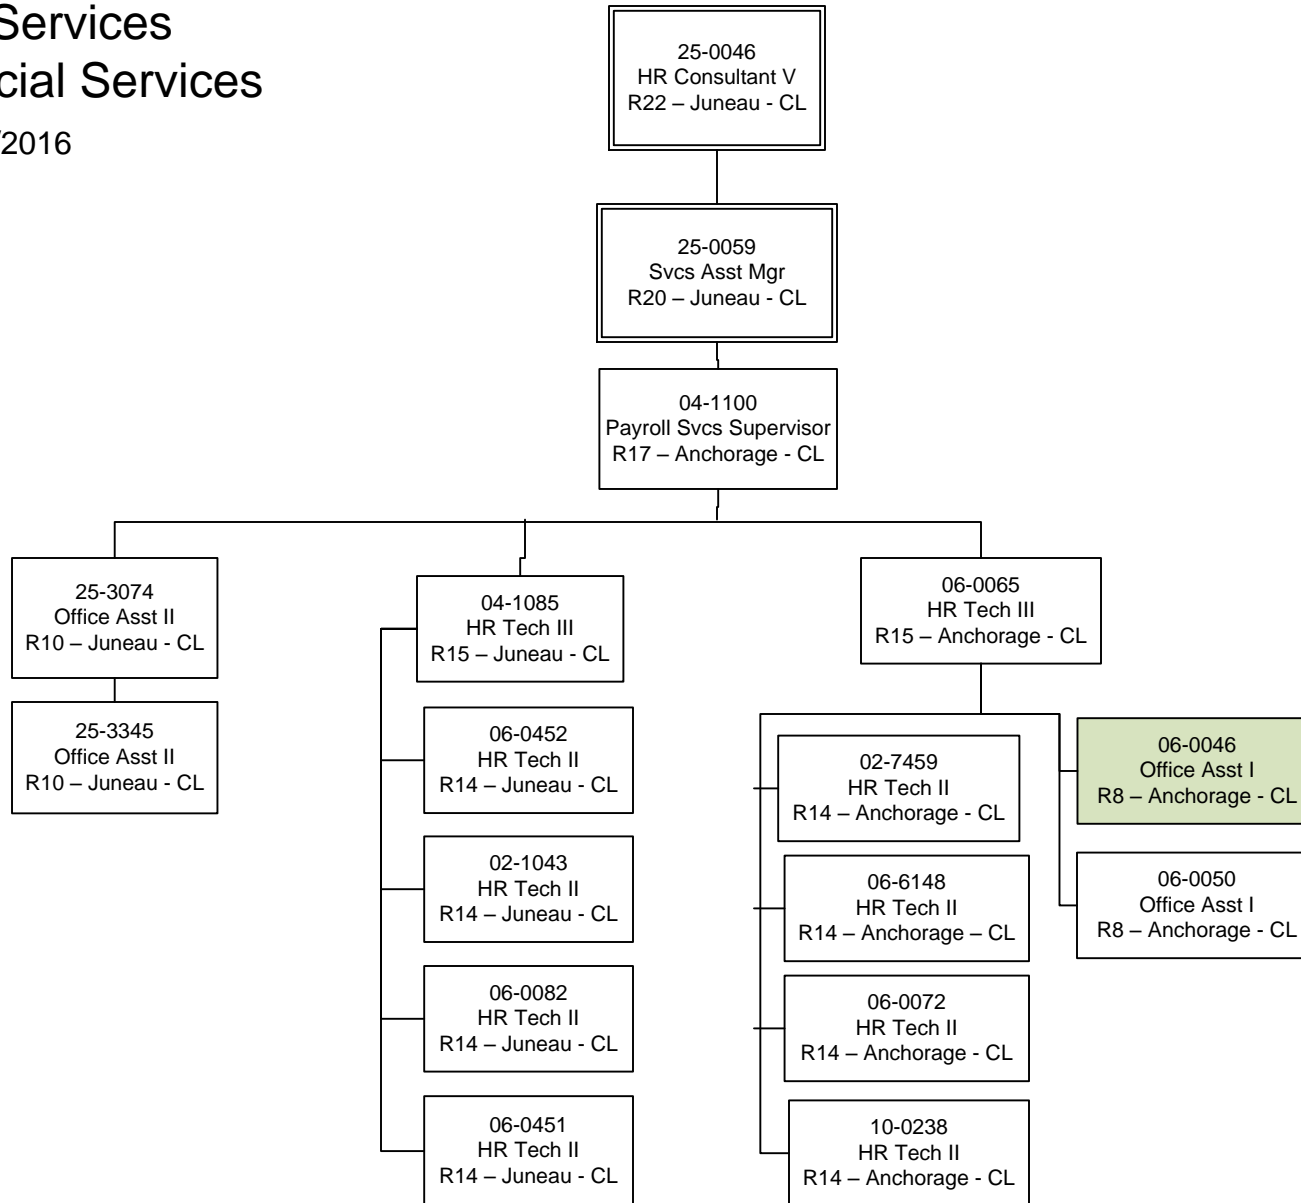 Services
cial Services
/2016
25-0046
HR Consultant V
R22 – Juneau - CL
25-0059
Svcs Asst Mgr
R20 – Juneau - CL
04-1100
Payroll Svcs Supervisor
R17 – Anchorage - CL
25-3074
Office Asst II
R10 – Juneau - CL
25-3345
Office Asst II
R10 – Juneau - CL
04-1085
HR Tech III
R15 – Juneau - CL
06-0452
HR Tech II
R14 – Juneau - CL
02-1043
HR Tech II
R14 – Juneau - CL
06-0082
HR Tech II
R14 – Juneau - CL
06-0451
HR Tech II
R14 – Juneau - CL
06-0065
HR Tech III
R15 – Anchorage - CL
02-7459
HR Tech II
R14 – Anchorage - CL
06-6148
HR Tech II
R14 – Anchorage – CL
06-0072
HR Tech II
R14 – Anchorage - CL
10-0238
HR Tech II
R14 – Anchorage - CL
06-0046
Office Asst I
R8 – Anchorage - CL
06-0050
Office Asst I
R8 – Anchorage - CL